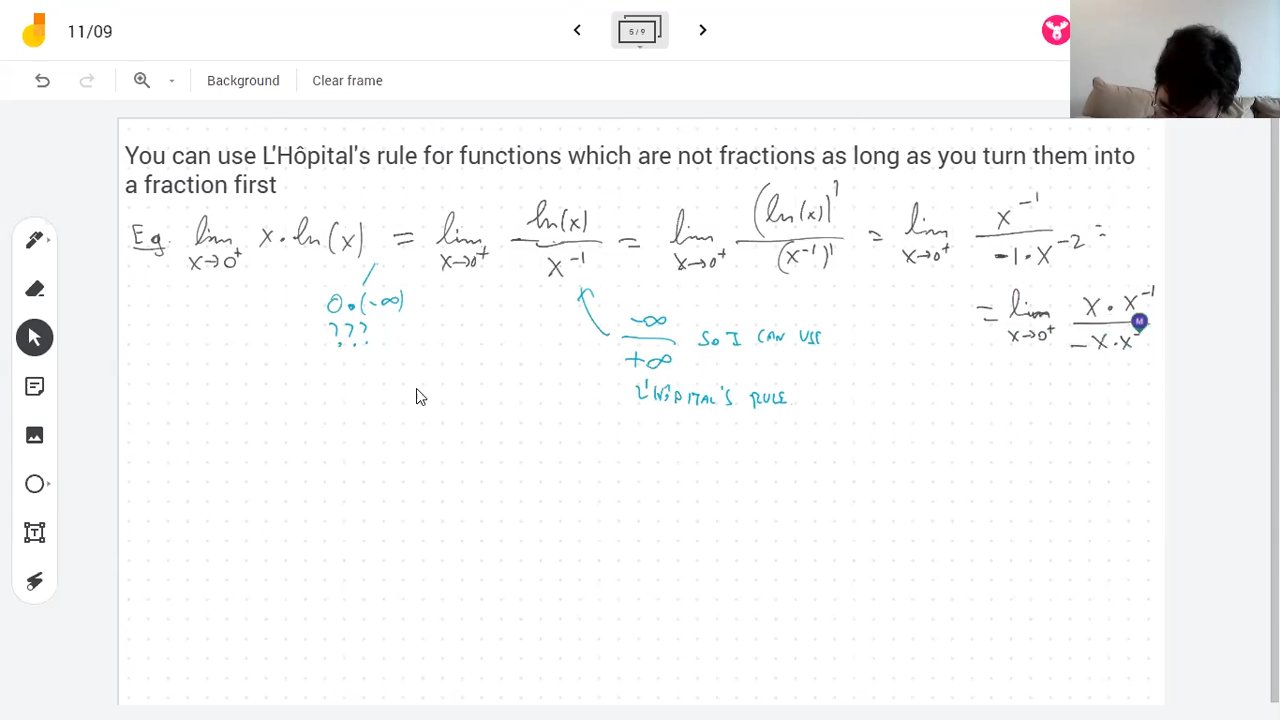 11/09
5 / 9
Background
Clear frame
You can use L'Hôpital's rule for functions which are not fractions as long as you turn them into
a fraction first
Eg. lim x→0⁺ x·ln(x) = lim x→0⁺ ln(x) / x⁻¹ = lim x→0⁺ (ln(x))' / (x⁻¹)' = lim x→0⁺ x⁻¹ / -1·x⁻² =
0·(-∞)
???
-∞ / +∞ SO I CAN USE
L'HÔPITAL'S RULE
= lim x→0⁺ x·x⁻¹ / -x·x⁻
M
T